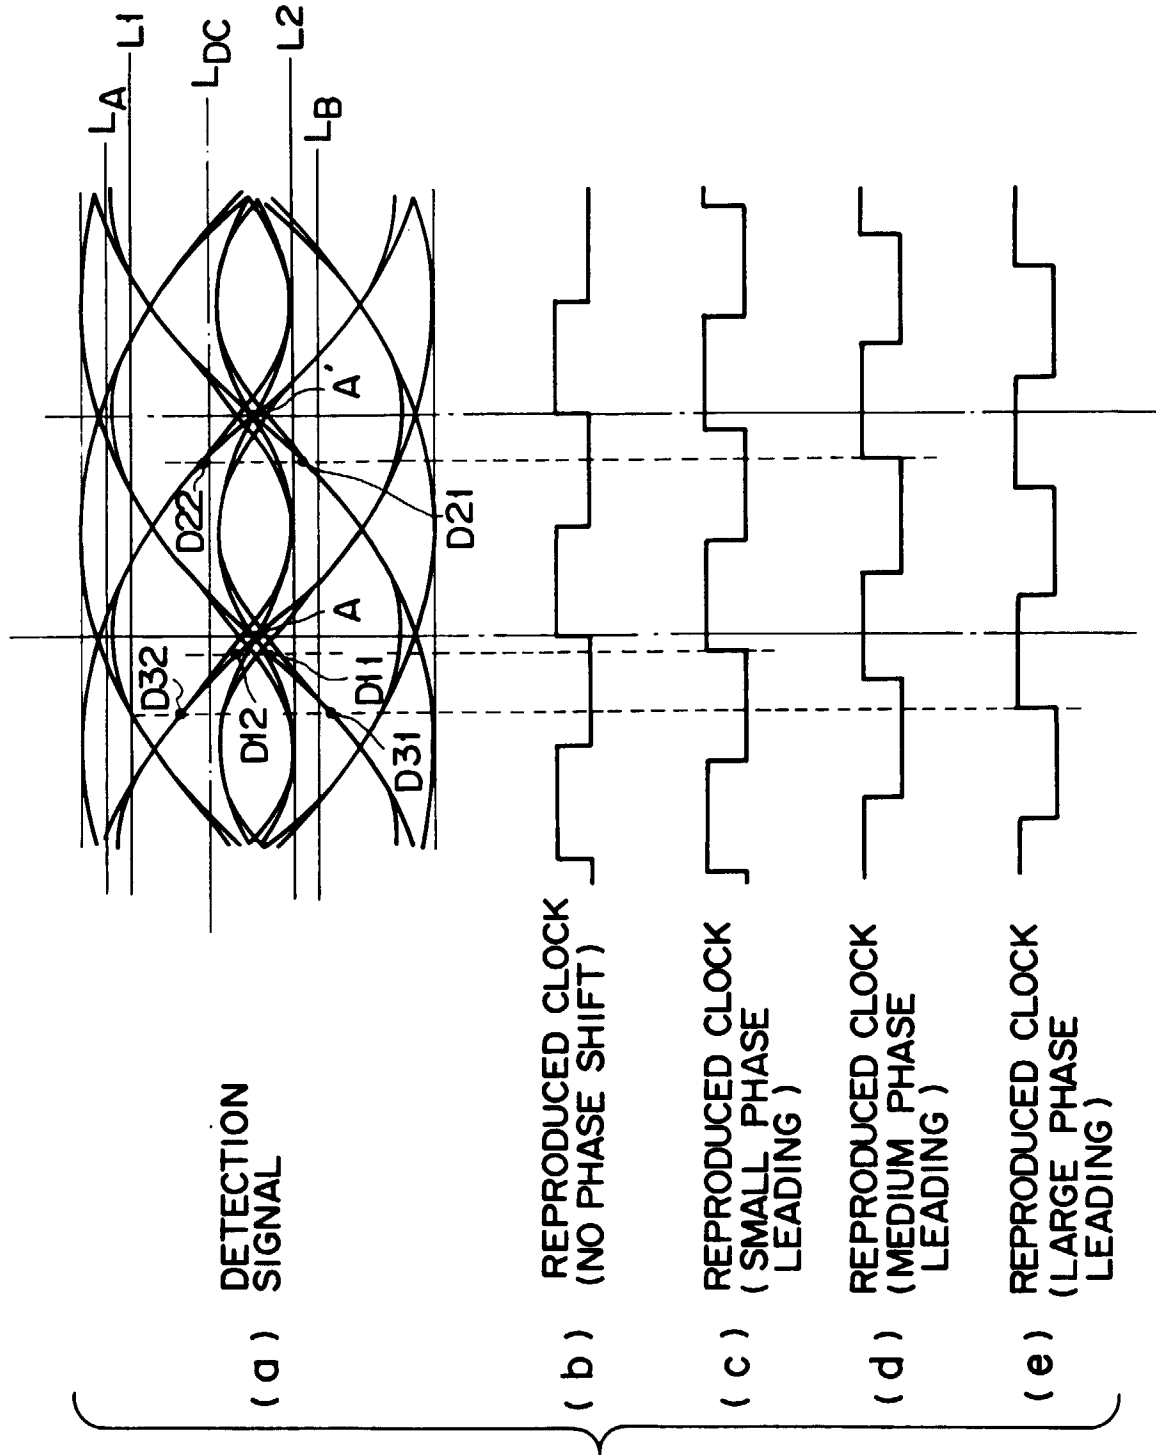 LA
L1
LDC
L2
LB
D32
D22
D12
D11
A
A'
D31
D21
(a) DETECTION
SIGNAL
(b) REPRODUCED CLOCK
(NO PHASE SHIFT)
(c) REPRODUCED CLOCK
(SMALL PHASE
LEADING)
(d) REPRODUCED CLOCK
(MEDIUM PHASE
LEADING)
(e) REPRODUCED CLOCK
(LARGE PHASE
LEADING)